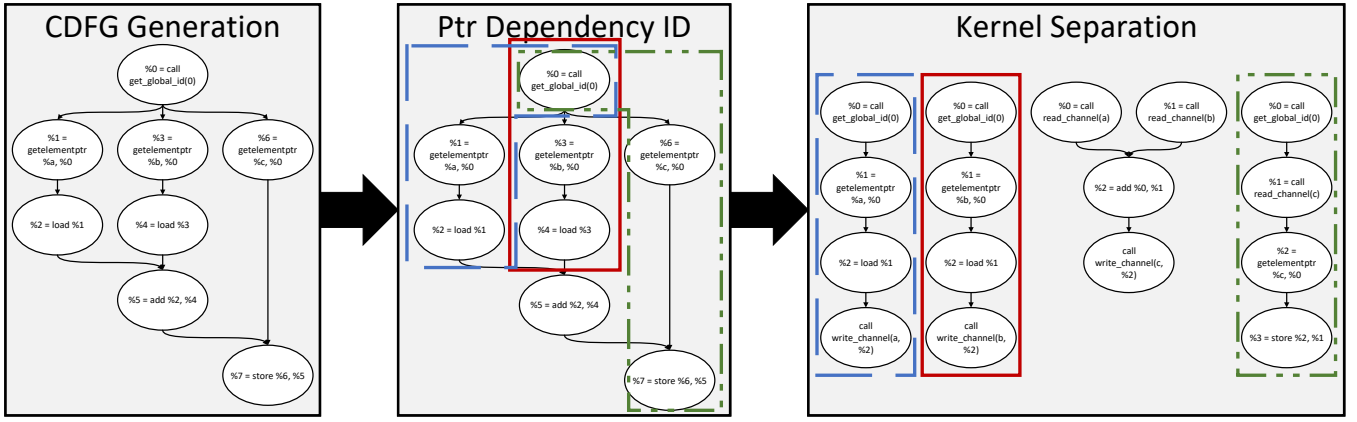 CDFG Generation
%0 = call
get_global_id(0)
%1 =
getelementptr
%a, %0
%3 =
getelementptr
%b, %0
%6 =
getelementptr
%c, %0
%2 = load %1
%4 = load %3
%5 = add %2, %4
%7 = store %6, %5
Ptr Dependency ID
%0 = call
get_global_id(0)
%1 =
getelementptr
%a, %0
%3 =
getelementptr
%b, %0
%6 =
getelementptr
%c, %0
%2 = load %1
%4 = load %3
%5 = add %2, %4
%7 = store %6, %5
Kernel Separation
%0 = call
get_global_id(0)
%1 =
getelementptr
%a, %0
%2 = load %1
call
write_channel(a,
%2)
%0 = call
get_global_id(0)
%1 =
getelementptr
%b, %0
%2 = load %1
call
write_channel(b,
%2)
%0 = call
read_channel(a)
%1 = call
read_channel(b)
%2 = add %0, %1
call
write_channel(c,
%2)
%0 = call
get_global_id(0)
%1 = call
read_channel(c)
%2 =
getelementptr
%c, %0
%3 = store %2, %1